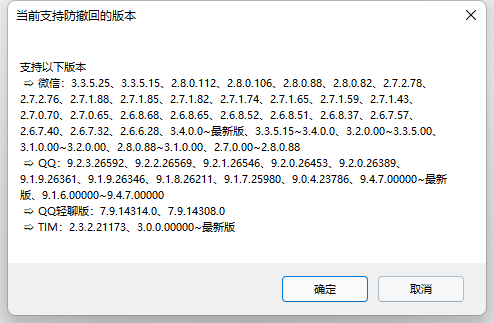 当前支持防撤回的版本
支持以下版本
⇨ 微信：3.3.5.25、3.3.5.15、2.8.0.112、2.8.0.106、2.8.0.88、2.8.0.82、2.7.2.78、
2.7.2.76、2.7.1.88、2.7.1.85、2.7.1.82、2.7.1.74、2.7.1.65、2.7.1.59、2.7.1.43、
2.7.0.70、2.7.0.65、2.6.8.68、2.6.8.65、2.6.8.52、2.6.8.51、2.6.8.37、2.6.7.57、
2.6.7.40、2.6.7.32、2.6.6.28、3.4.0.0~最新版、3.3.5.15~3.4.0.0、3.2.0.00~3.3.5.00、
3.1.0.00~3.2.0.00、2.8.0.88~3.1.0.00、2.7.0.00~2.8.0.88
⇨ QQ：9.2.3.26592、9.2.2.26569、9.2.1.26546、9.2.0.26453、9.2.0.26389、
9.1.9.26361、9.1.9.26346、9.1.8.26211、9.1.7.25980、9.0.4.23786、9.4.7.00000~最新
版、9.1.6.00000~9.4.7.00000
⇨ QQ轻聊版：7.9.14314.0、7.9.14308.0
⇨ TIM：2.3.2.21173、3.0.0.00000~最新版
确定
取消